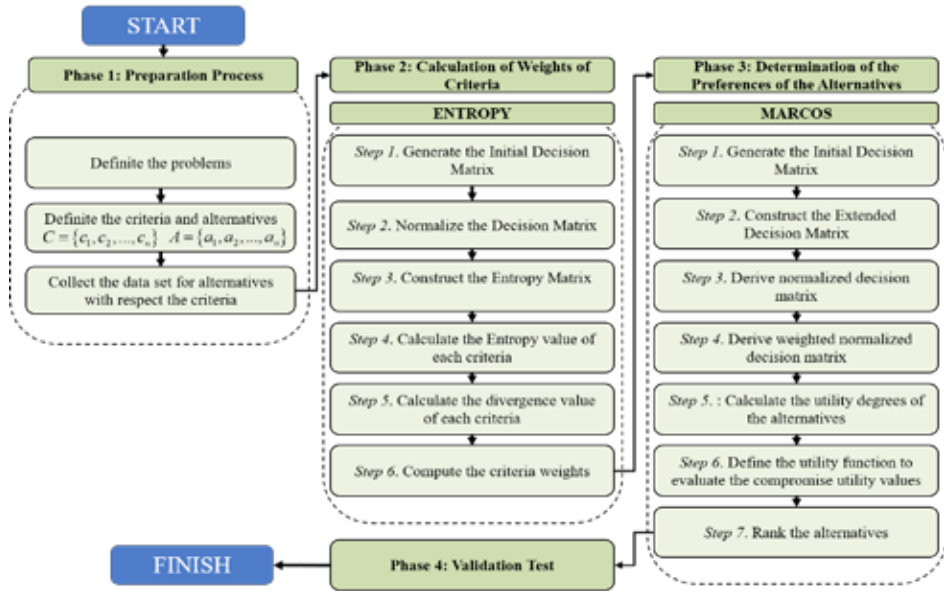 START
Phase 1: Preparation Process
Definite the problems
Definite the criteria and alternatives
C = {c₁, c₂, ..., cₙ} A = {a₁, a₂, ..., aₙ}
Collect the data set for alternatives
with respect the criteria
Phase 2: Calculation of Weights of
Criteria
ENTROPY
Step 1. Generate the Initial Decision
Matrix
Step 2. Normalize the Decision Matrix
Step 3. Construct the Entropy Matrix
Step 4. Calculate the Entropy value of
each criteria
Step 5. Calculate the divergence value
of each criteria
Step 6. Compute the criteria weights
Phase 3: Determination of the
Preferences of the Alternatives
MARCOS
Step 1. Generate the Initial Decision
Matrix
Step 2. Construct the Extended
Decision Matrix
Step 3. Derive normalized decision
matrix
Step 4. Derive weighted normalized
decision matrix
Step 5. : Calculate the utility degrees of
the alternatives
Step 6. Define the utility function to
evaluate the compromise utility values
Step 7. Rank the alternatives
Phase 4: Validation Test
FINISH